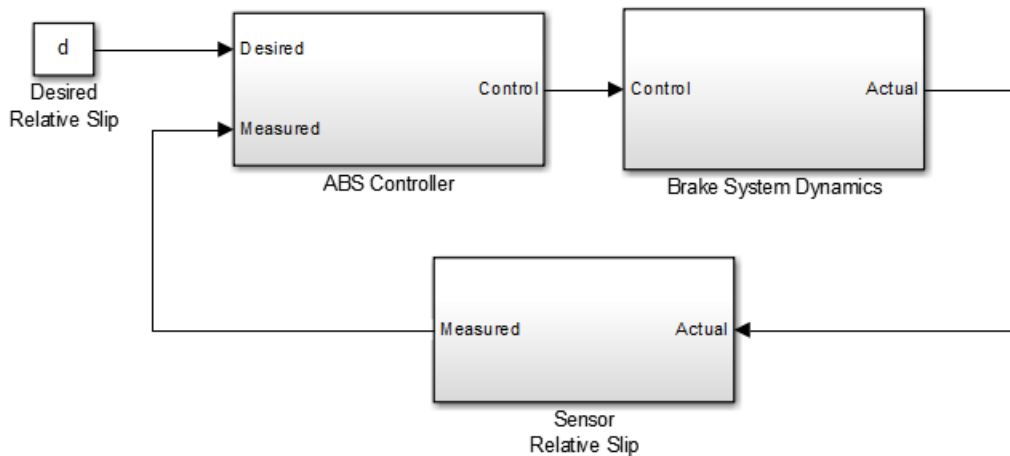 d
Desired
Relative Slip
Desired
Measured
Control
ABS Controller
Control
Actual
Brake System Dynamics
Measured
Actual
Sensor
Relative Slip